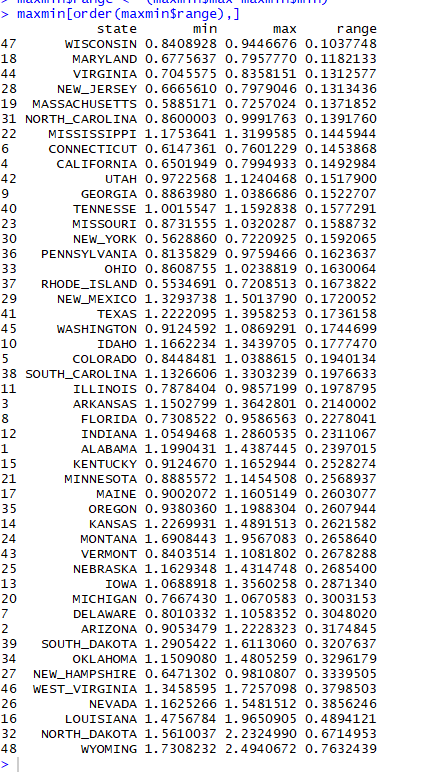 > maxmin$range <- (maxmin$max-maxmin$min)
> maxmin[order(maxmin$range),]
state min max range
47 WISCONSIN 0.8408928 0.9446676 0.1037748
18 MARYLAND 0.6775637 0.7957770 0.1182133
44 VIRGINIA 0.7045575 0.8358151 0.1312577
28 NEW_JERSEY 0.6665610 0.7979046 0.1313436
19 MASSACHUSETTS 0.5885171 0.7257024 0.1371852
31 NORTH_CAROLINA 0.8600003 0.9991763 0.1391760
22 MISSISSIPPI 1.1753641 1.3199585 0.1445944
6 CONNECTICUT 0.6147361 0.7601229 0.1453868
4 CALIFORNIA 0.6501949 0.7994933 0.1492984
42 UTAH 0.9722568 1.1240468 0.1517900
9 GEORGIA 0.8863980 1.0386686 0.1522707
40 TENNESSE 1.0015547 1.1592838 0.1577291
23 MISSOURI 0.8731555 1.0320287 0.1588732
30 NEW_YORK 0.5628860 0.7220925 0.1592065
36 PENNSYLVANIA 0.8135829 0.9759466 0.1623637
33 OHIO 0.8608755 1.0238819 0.1630064
37 RHODE_ISLAND 0.5534691 0.7208513 0.1673822
29 NEW_MEXICO 1.3293738 1.5013790 0.1720052
41 TEXAS 1.2222095 1.3958253 0.1736158
45 WASHINGTON 0.9124592 1.0869291 0.1744699
10 IDAHO 1.1662234 1.3439705 0.1777470
5 COLORADO 0.8448481 1.0388615 0.1940134
38 SOUTH_CAROLINA 1.1326606 1.3303239 0.1976633
11 ILLINOIS 0.7878404 0.9857199 0.1978795
3 ARKANSAS 1.1502799 1.3642801 0.2140002
8 FLORIDA 0.7308522 0.9586563 0.2278041
12 INDIANA 1.0549468 1.2860535 0.2311067
1 ALABAMA 1.1990431 1.4387445 0.2397015
15 KENTUCKY 0.9124670 1.1652944 0.2528274
21 MINNESOTA 0.8885572 1.1454508 0.2568937
17 MAINE 0.9002072 1.1605149 0.2603077
35 OREGON 0.9380360 1.1988304 0.2607944
14 KANSAS 1.2269931 1.4891513 0.2621582
24 MONTANA 1.6908443 1.9567083 0.2658640
43 VERMONT 0.8403514 1.1081802 0.2678288
25 NEBRASKA 1.1629348 1.4314748 0.2685400
13 IOWA 1.0688918 1.3560258 0.2871340
20 MICHIGAN 0.7667430 1.0670583 0.3003153
7 DELAWARE 0.8010332 1.1058352 0.3048020
2 ARIZONA 0.9053479 1.2228323 0.3174845
39 SOUTH_DAKOTA 1.2905422 1.6113060 0.3207637
34 OKLAHOMA 1.1509080 1.4805259 0.3296179
27 NEW_HAMPSHIRE 0.6471302 0.9810807 0.3339505
46 WEST_VIRGINIA 1.3458595 1.7257098 0.3798503
26 NEVADA 1.1625266 1.5481512 0.3856246
16 LOUISIANA 1.4756784 1.9650905 0.4894121
32 NORTH_DAKOTA 1.5610037 2.2324990 0.6714953
48 WYOMING 1.7308232 2.4940672 0.7632439
>